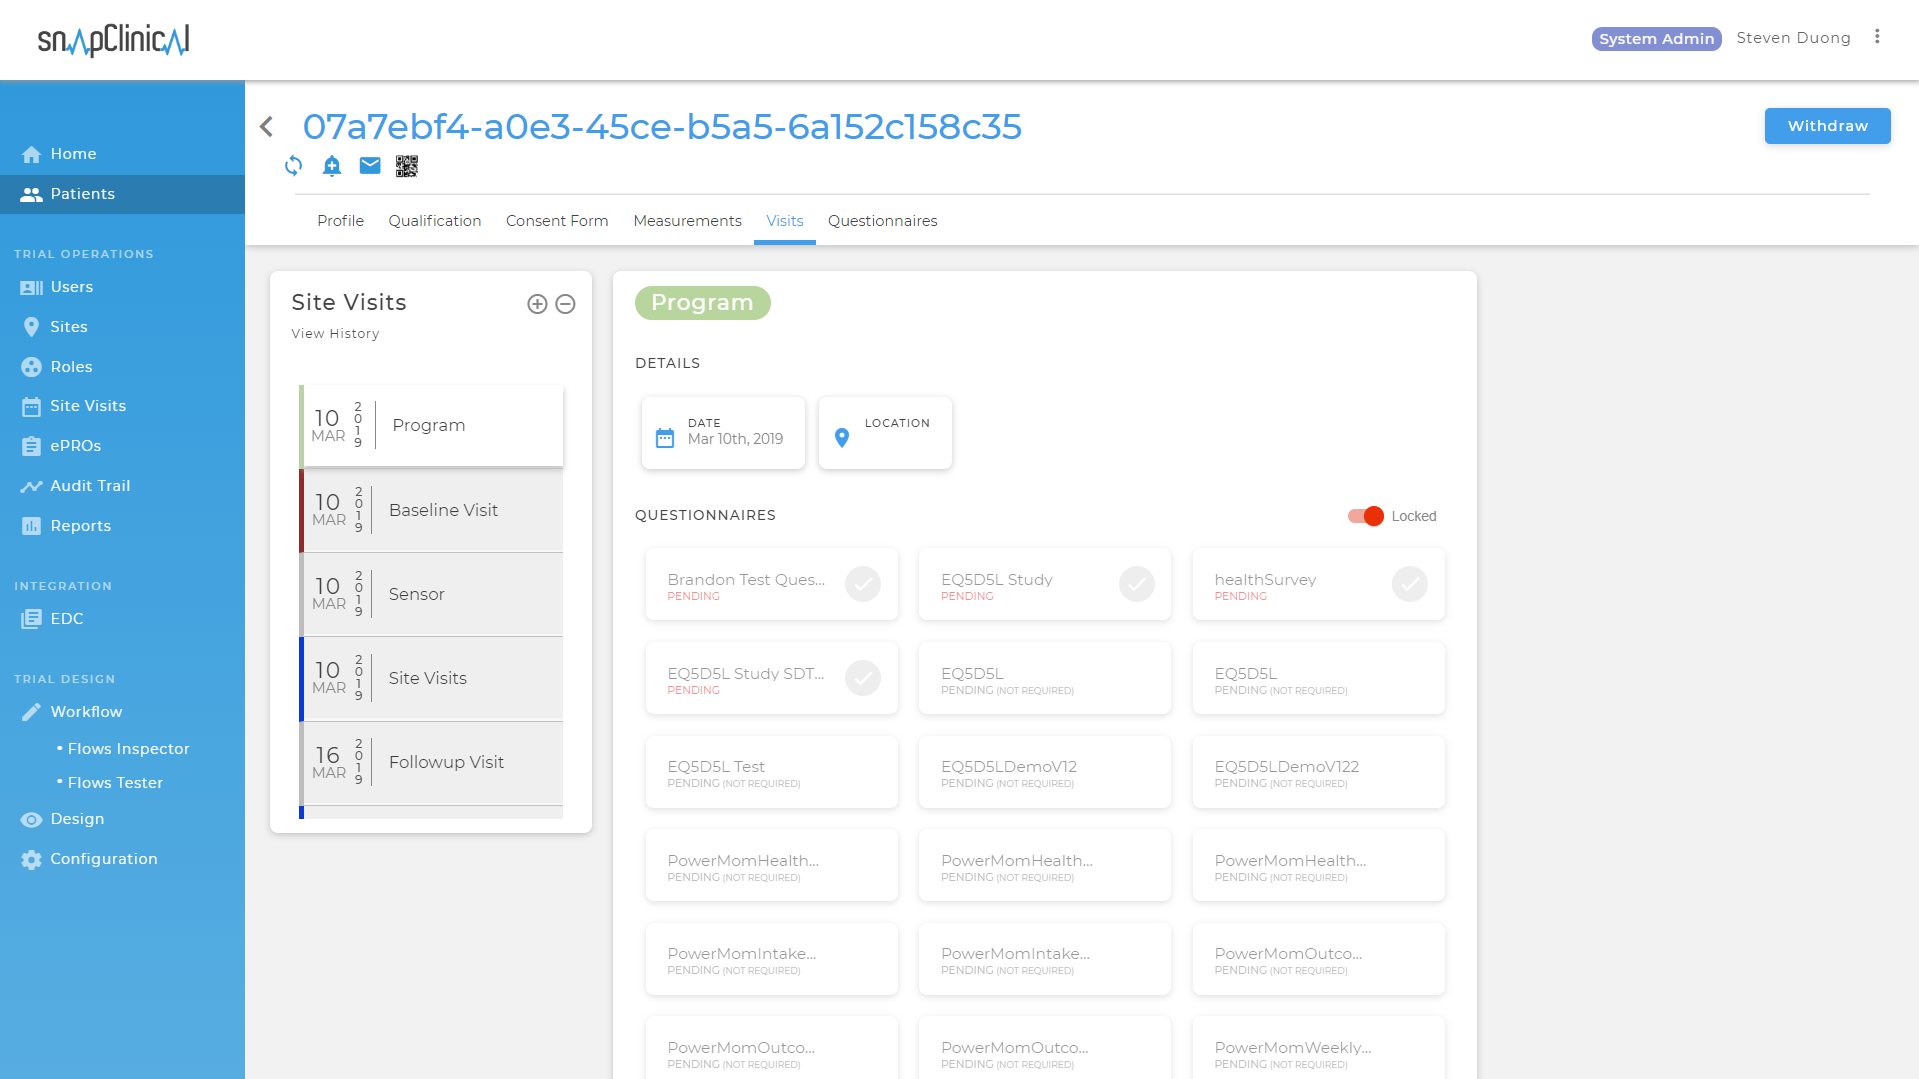 snapClinical
System Admin
Steven Duong
07a7ebf4-a0e3-45ce-b5a5-6a152c158c35
Withdraw
Home
Patients
TRIAL OPERATIONS
Users
Sites
Roles
Site Visits
ePROs
Audit Trail
Reports
INTEGRATION
EDC
TRIAL DESIGN
Workflow
• Flows Inspector
• Flows Tester
Design
Configuration
Profile
Qualification
Consent Form
Measurements
Visits
Questionnaires
Site Visits
View History
10 MAR 2019 Program
10 MAR 2019 Baseline Visit
10 MAR 2019 Sensor
10 MAR 2019 Site Visits
16 MAR 2019 Followup Visit
Program
DETAILS
DATE
Mar 10th, 2019
LOCATION
QUESTIONNAIRES
Locked
Brandon Test Ques...
PENDING
EQ5D5L Study
PENDING
healthSurvey
PENDING
EQ5D5L Study SDT...
PENDING
EQ5D5L
PENDING (NOT REQUIRED)
EQ5D5L
PENDING (NOT REQUIRED)
EQ5D5L Test
PENDING (NOT REQUIRED)
EQ5D5LDemoV12
PENDING (NOT REQUIRED)
EQ5D5LDemoV122
PENDING (NOT REQUIRED)
PowerMomHealth...
PENDING (NOT REQUIRED)
PowerMomHealth...
PENDING (NOT REQUIRED)
PowerMomHealth...
PENDING (NOT REQUIRED)
PowerMomIntake...
PENDING (NOT REQUIRED)
PowerMomIntake...
PENDING (NOT REQUIRED)
PowerMomOutco...
PENDING (NOT REQUIRED)
PowerMomOutco...
PENDING (NOT REQUIRED)
PowerMomOutco...
PENDING (NOT REQUIRED)
PowerMomWeekly...
PENDING (NOT REQUIRED)